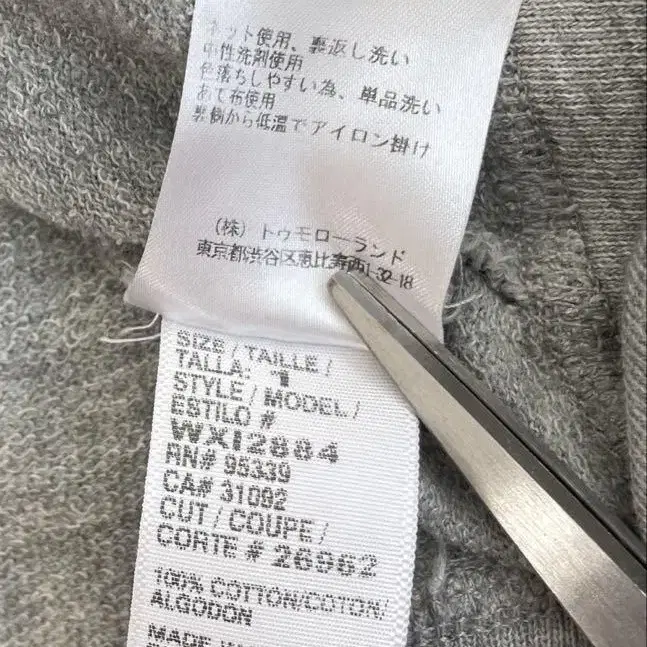 ネット使用、裏返し洗い
中性洗剤使用
色落ちしやすい為、単品洗い
あて布使用
裏側から低温でアイロン掛け
(株) トゥモローランド
東京都渋谷区恵比寿西1-32-18
SIZE / TAILLE /
TALLA: 1
STYLE / MODEL /
ESTILO #
WXI2884
RN# 95339
CA# 31092
CUT / COUPE /
CORTE # 26962
100% COTTON/COTON/
ALGODON
MADE